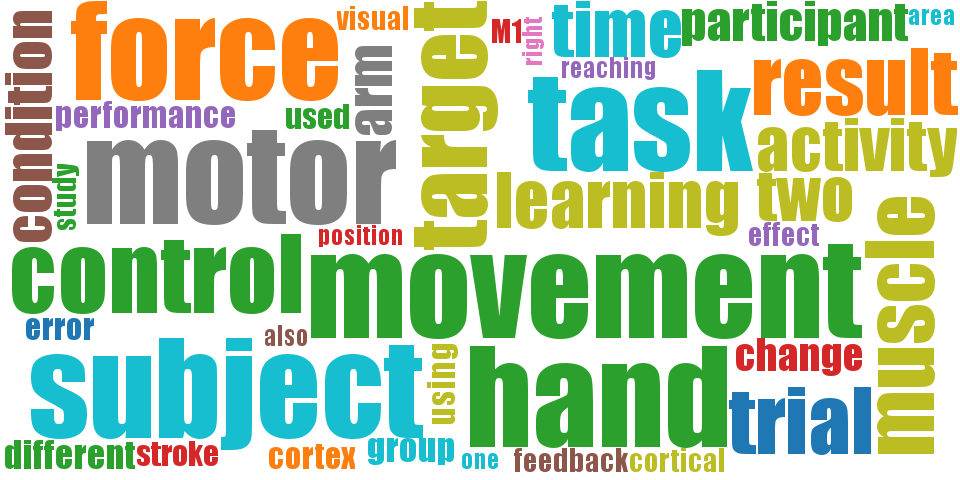 condition
force
visual
target
M1
right
time
participant
area
reaching
performance
used
arm
task
result
activity
study
motor
learning
two
position
effect
muscle
control
movement
error
also
subject
using
hand
change
trial
different
stroke
cortex
group
one
feedback
cortical